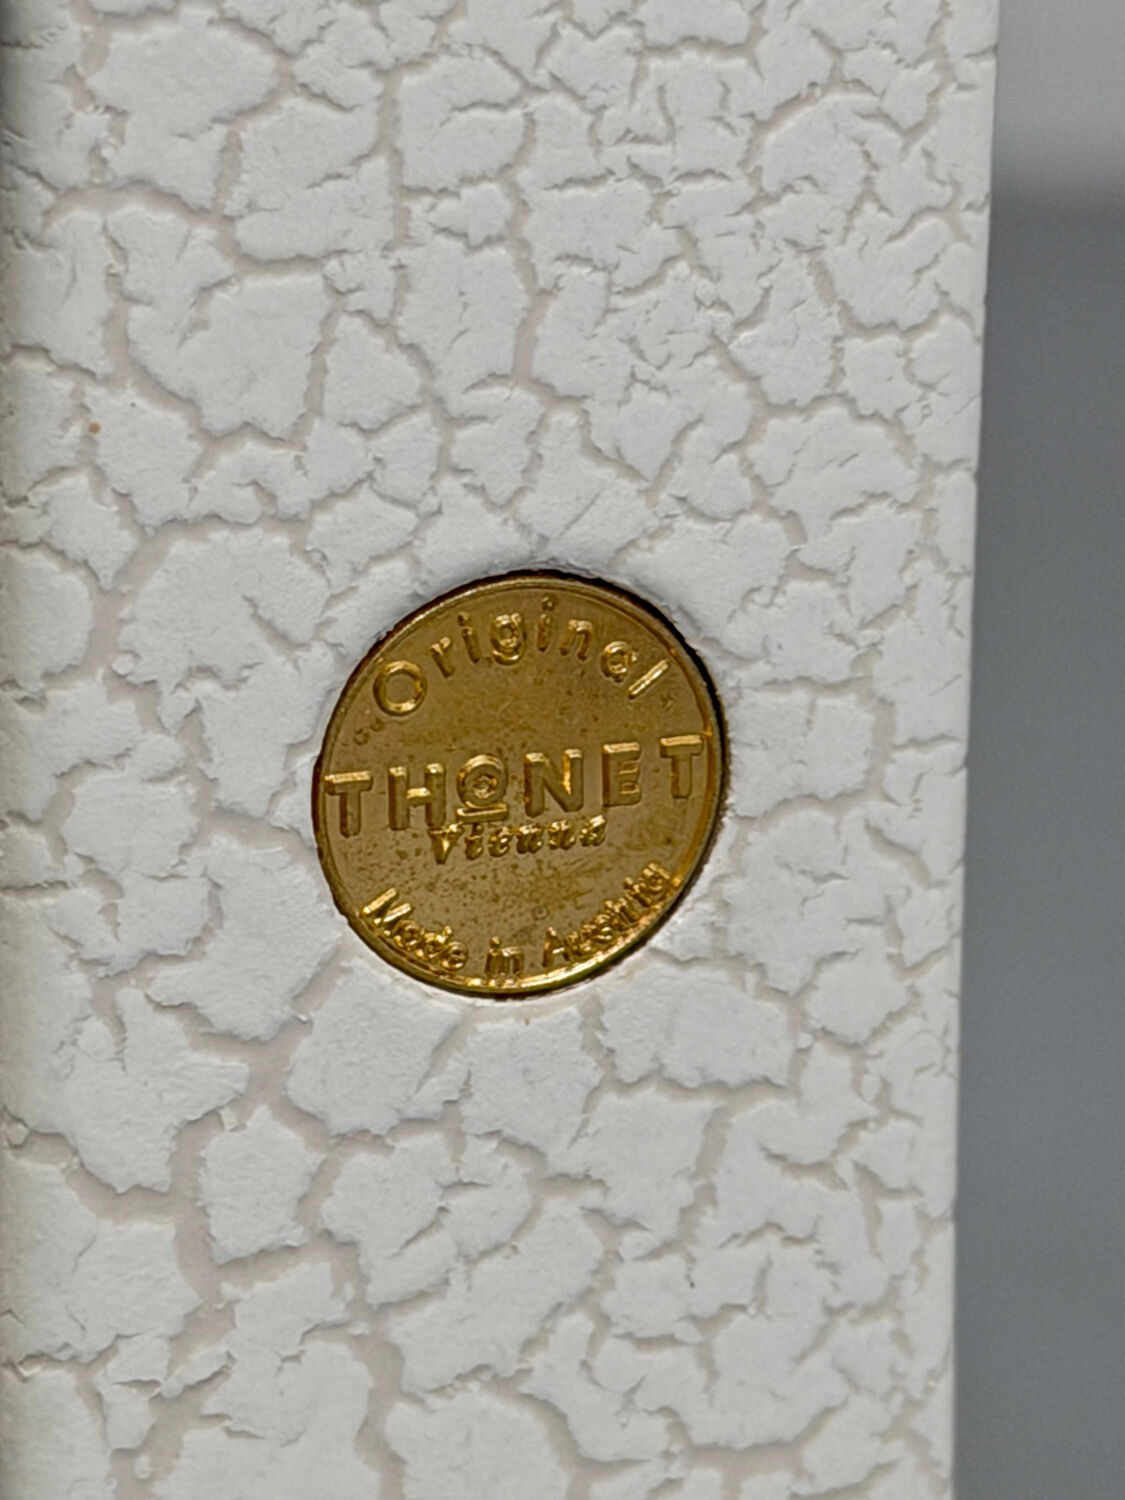 „Original“
THONET
Vienna
Made in Austria